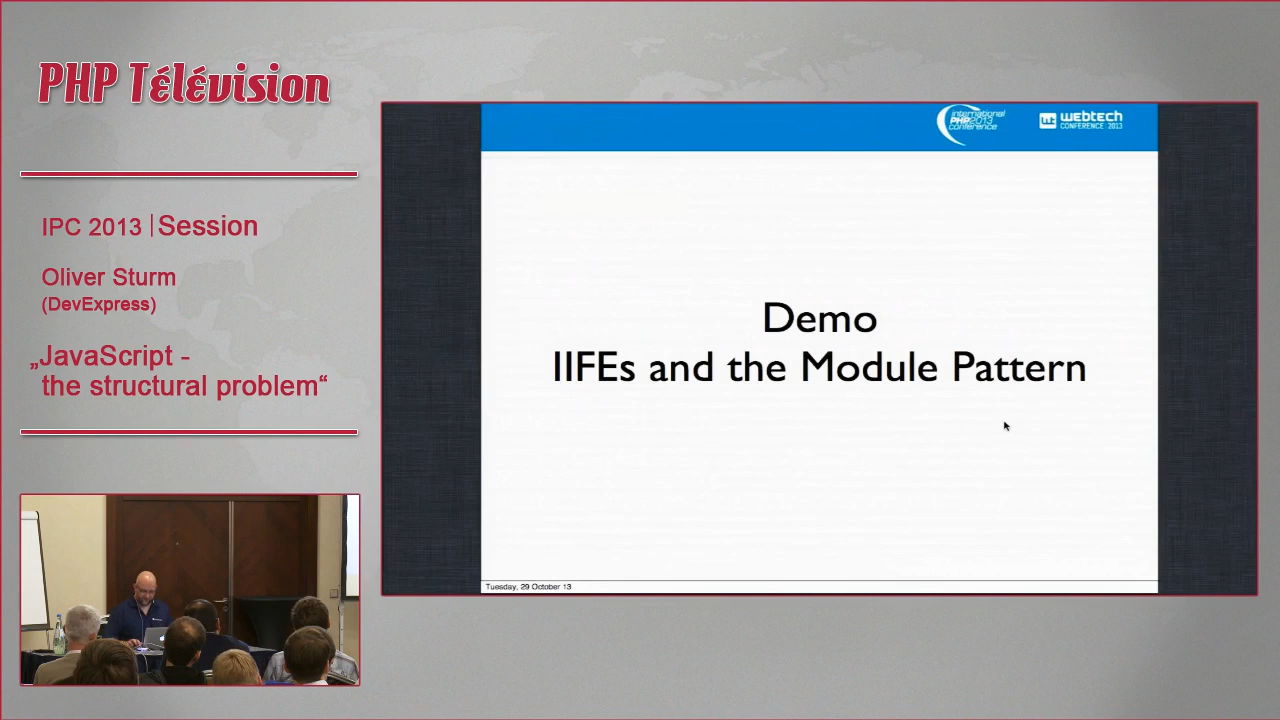 PHP Télévision
IPC 2013 | Session
Oliver Sturm
(DevExpress)
„JavaScript -
the structural problem“
international
PHP2013
conference
wt webtech
CONFERENCE 2013
Demo
IIFEs and the Module Pattern
Tuesday, 29 October 13